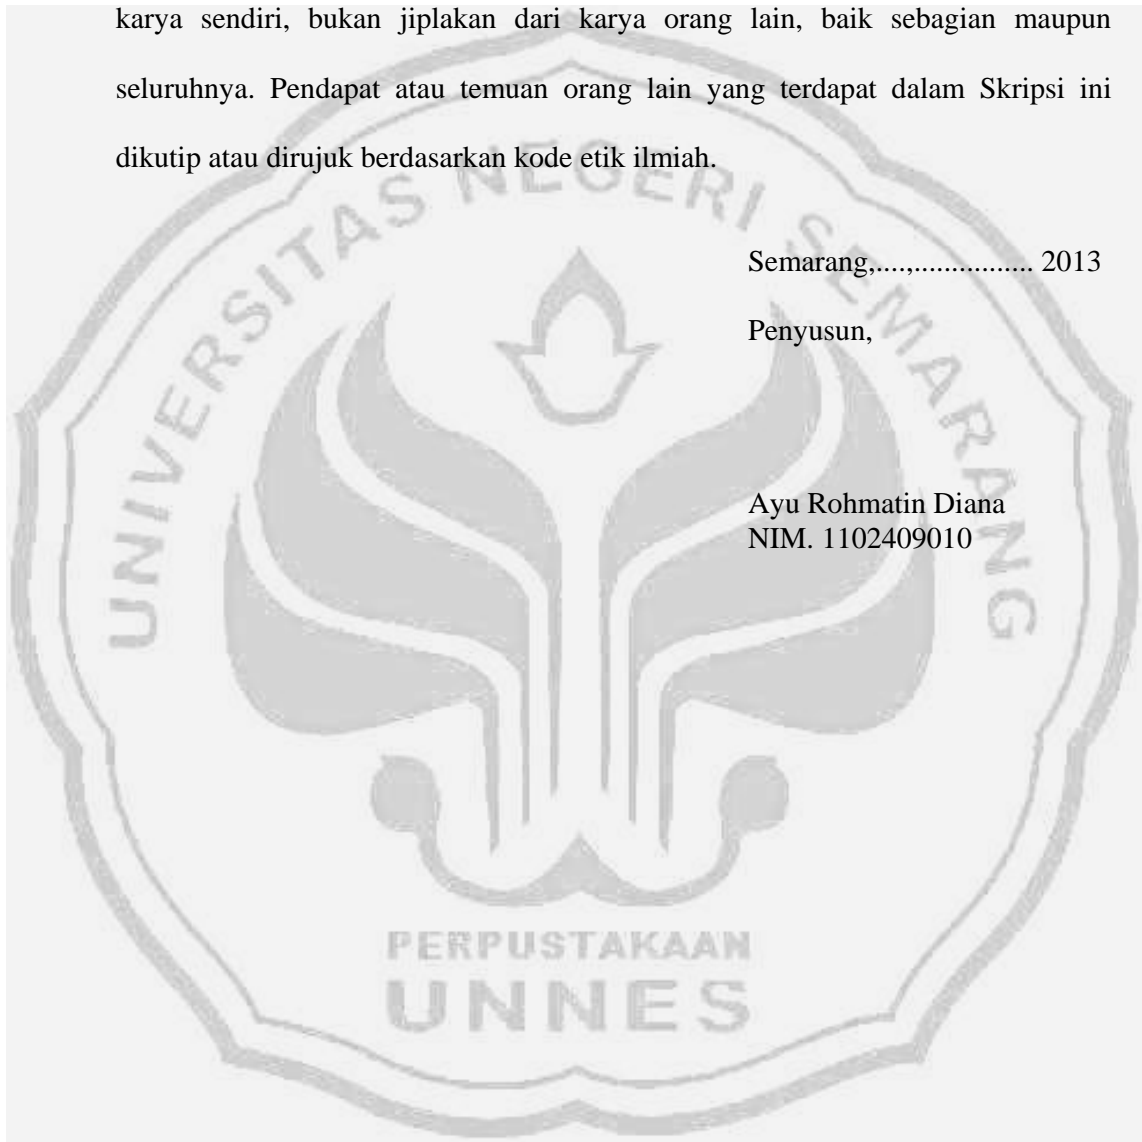 karya sendiri, bukan jiplakan dari karya orang lain, baik sebagian maupun
seluruhnya. Pendapat atau temuan orang lain yang terdapat dalam Skripsi ini
dikutip atau dirujuk berdasarkan kode etik ilmiah.
UNIVERSITAS NEGERI SEMARANG
Semarang,....,................ 2013
Penyusun,
Ayu Rohmatin Diana
NIM. 1102409010
PERPUSTAKAAN
UNNES